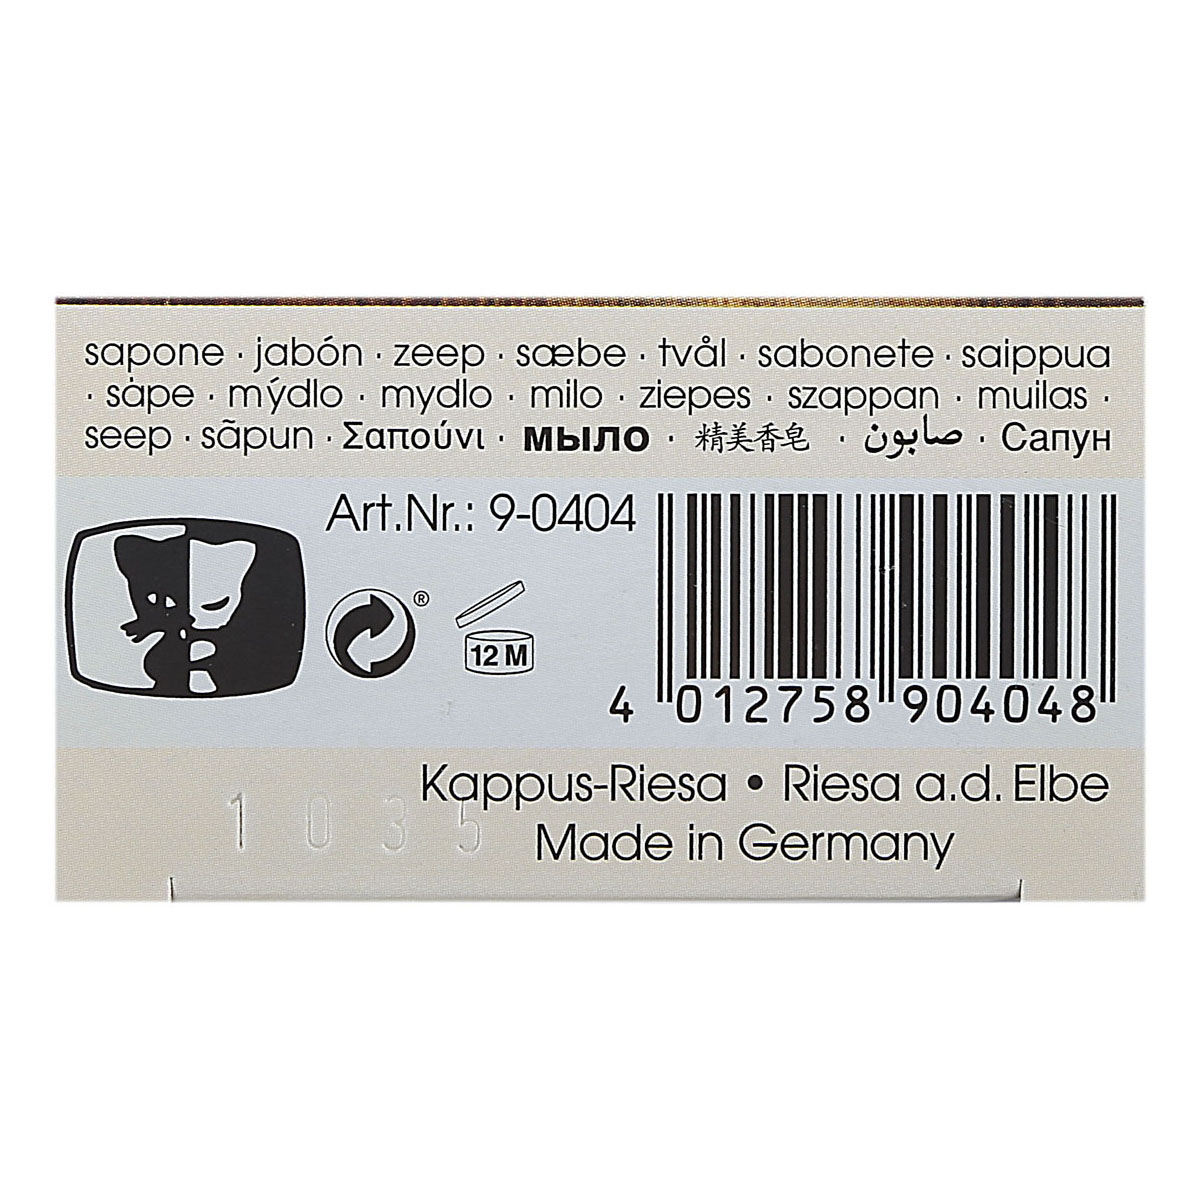 sapone · jabón · zeep · sæbe · tvål · sabonete · saippua
· sàpe · mýdlo · mydlo · milo · ziepes · szappan · muilas ·
seep · sãpun · Σαπούνι · мыло · 精美香皂 · صابون · Сапун
Art.Nr.: 9-0404
®
12 M
4 012758 904048
Kappus-Riesa • Riesa a.d. Elbe
1035
Made in Germany